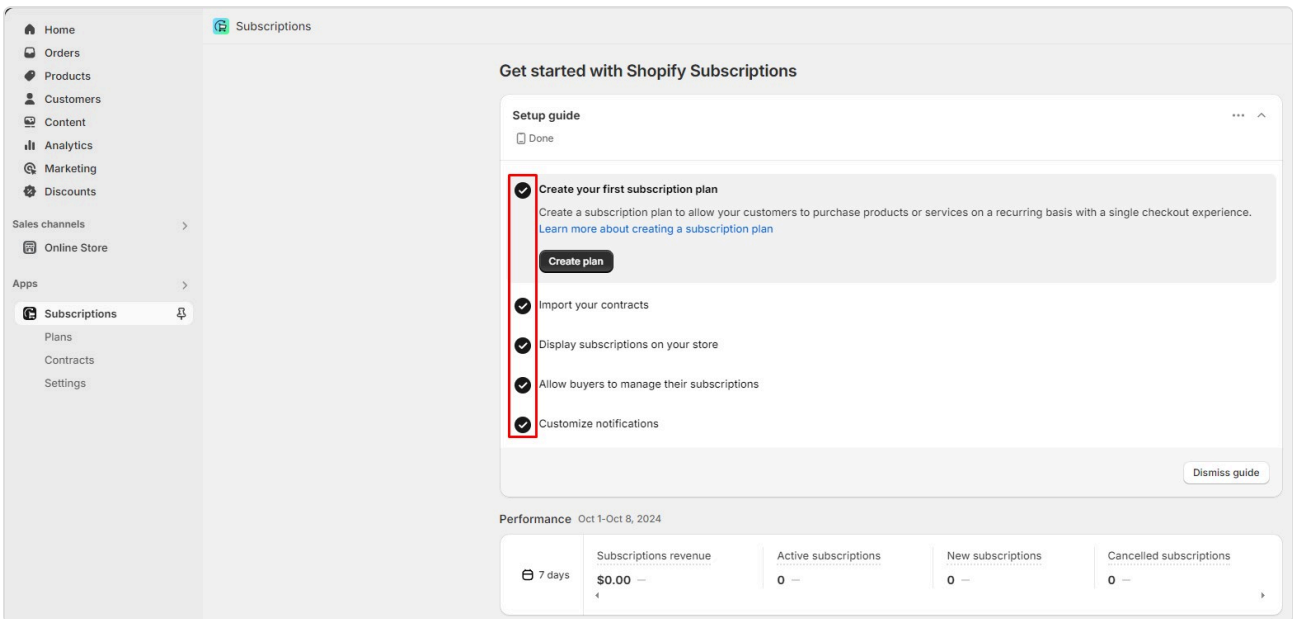 Home
Orders
Products
Customers
Content
Analytics
Marketing
Discounts
Sales channels
Online Store
Apps
Subscriptions
Plans
Contracts
Settings
Subscriptions
Get started with Shopify Subscriptions
Setup guide
Done
Create your first subscription plan
Create a subscription plan to allow your customers to purchase products or services on a recurring basis with a single checkout experience.
Learn more about creating a subscription plan
Create plan
Import your contracts
Display subscriptions on your store
Allow buyers to manage their subscriptions
Customize notifications
Dismiss guide
Performance Oct 1-Oct 8, 2024
7 days
Subscriptions revenue
$0.00 —
Active subscriptions
0 —
New subscriptions
0 —
Cancelled subscriptions
0 —